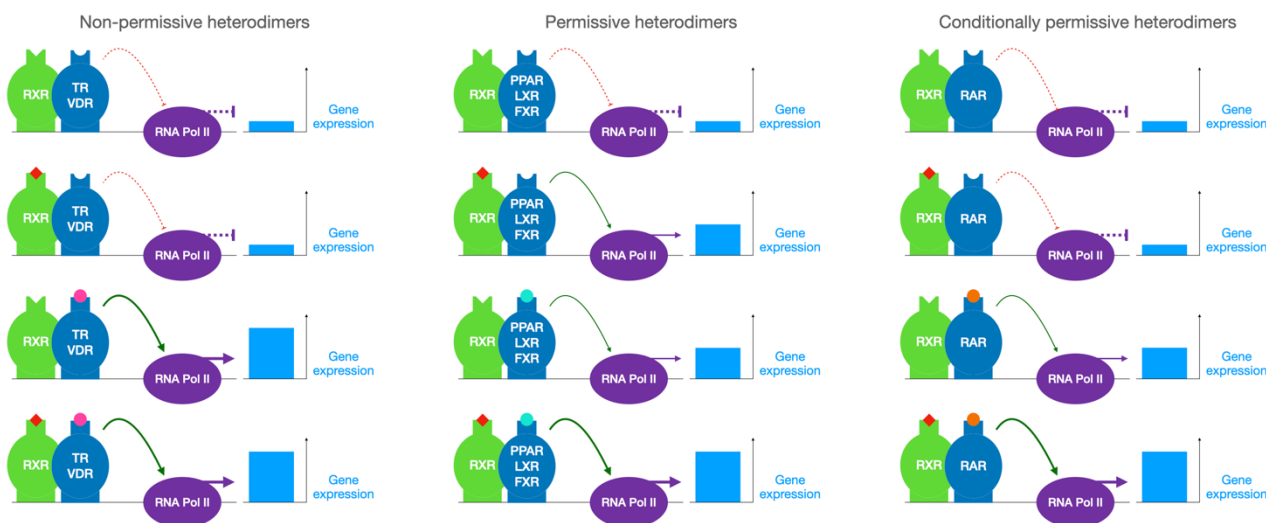 Non-permissive heterodimers
Permissive heterodimers
Conditionally permissive heterodimers
RXR
TR
VDR
RNA Pol II
Gene
expression
RXR
PPAR
LXR
FXR
RNA Pol II
Gene
expression
RXR
RAR
RNA Pol II
Gene
expression
RXR
TR
VDR
RNA Pol II
Gene
expression
RXR
PPAR
LXR
FXR
RNA Pol II
Gene
expression
RXR
RAR
RNA Pol II
Gene
expression
RXR
TR
VDR
RNA Pol II
Gene
expression
RXR
PPAR
LXR
FXR
RNA Pol II
Gene
expression
RXR
RAR
RNA Pol II
Gene
expression
RXR
TR
VDR
RNA Pol II
Gene
expression
RXR
PPAR
LXR
FXR
RNA Pol II
Gene
expression
RXR
RAR
RNA Pol II
Gene
expression